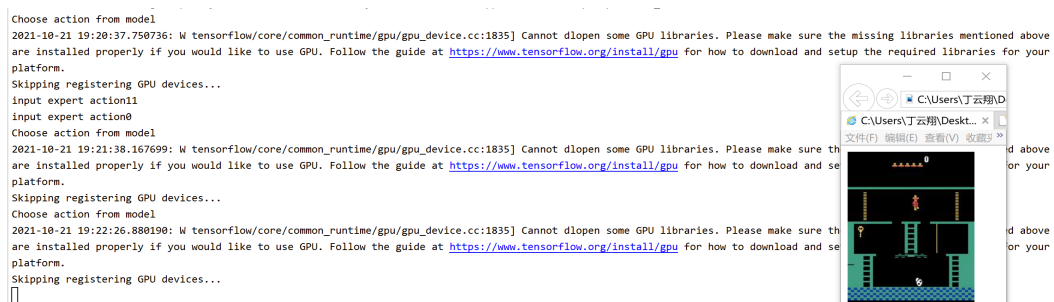 Choose action from model
2021-10-21 19:20:37.750736: W tensorflow/core/common_runtime/gpu/gpu_device.cc:1835] Cannot dlopen some GPU libraries. Please make sure the missing libraries mentioned above
are installed properly if you would like to use GPU. Follow the guide at https://www.tensorflow.org/install/gpu for how to download and setup the required libraries for your
platform.
Skipping registering GPU devices...
input expert action11
input expert action0
Choose action from model
2021-10-21 19:21:38.167699: W tensorflow/core/common_runtime/gpu/gpu_device.cc:1835] Cannot dlopen some GPU libraries. Please make sure th d above
are installed properly if you would like to use GPU. Follow the guide at https://www.tensorflow.org/install/gpu for how to download and se or your
platform.
Skipping registering GPU devices...
Choose action from model
2021-10-21 19:22:26.880190: W tensorflow/core/common_runtime/gpu/gpu_device.cc:1835] Cannot dlopen some GPU libraries. Please make sure th d above
are installed properly if you would like to use GPU. Follow the guide at https://www.tensorflow.org/install/gpu for how to download and se or your
platform.
Skipping registering GPU devices...
C:\Users\丁云翔\D
C:\Users\丁云翔\Deskt...
文件(F) 编辑(E) 查看(V) 收藏
0